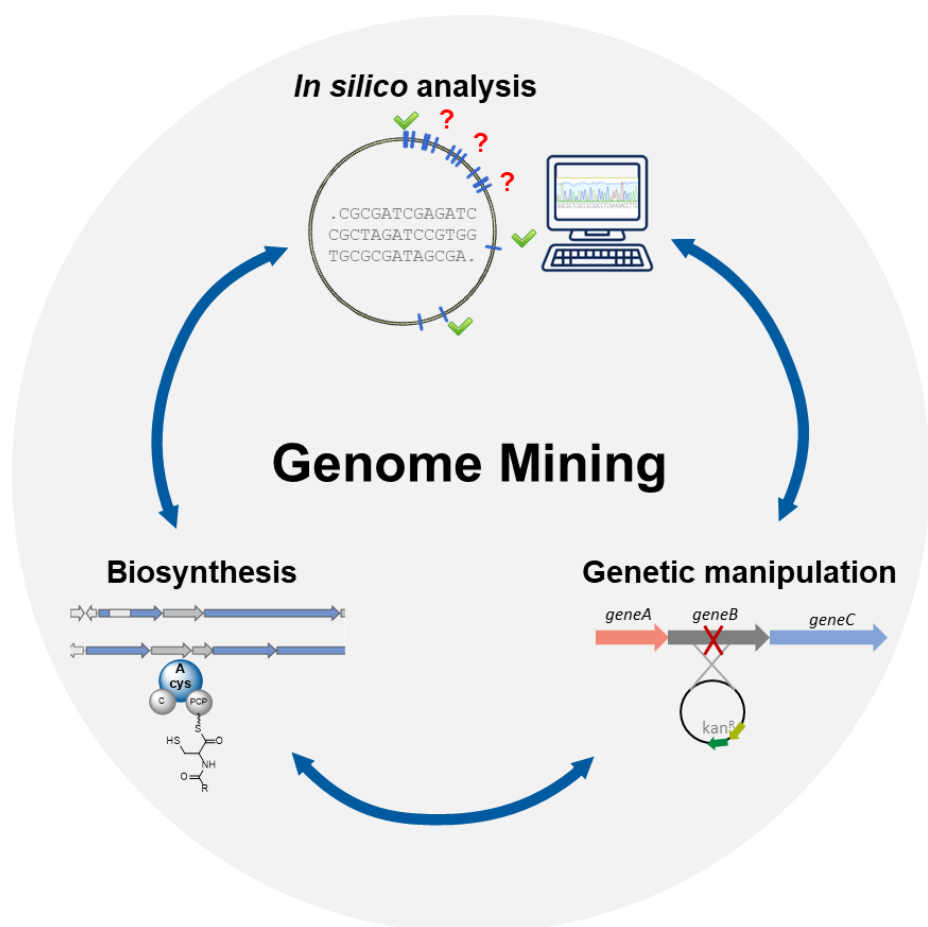 In silico analysis
?
?
?
.CGCGATCGAGATC
CGCTAGATCCGTGG
TGCGCGATAGCGA.
Genome Mining
Biosynthesis
A
cys
C
PCP
S
HS
O
NH
O
R
Genetic manipulation
geneA geneB geneC
kanR